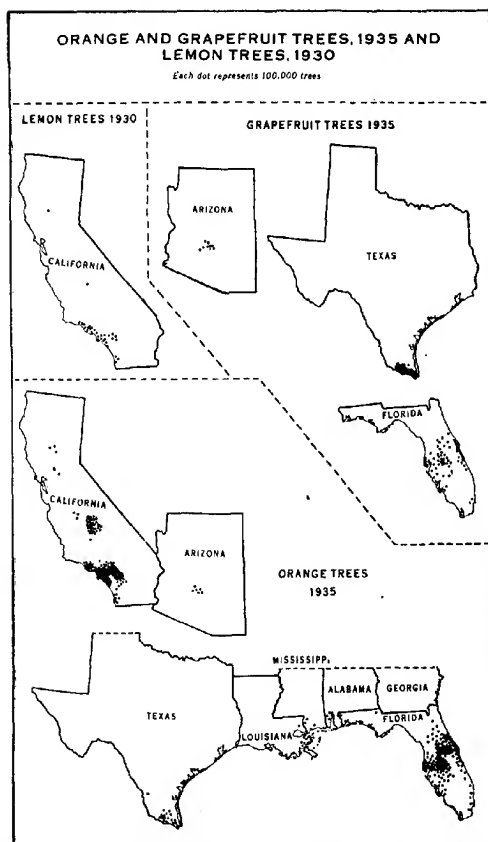 ORANGE AND GRAPEFRUIT TREES, 1935 AND
LEMON TREES, 1930
Each dot represents 100,000 trees
LEMON TREES 1930
GRAPEFRUIT TREES 1935
ARIZONA
CALIFORNIA
TEXAS
FLORIDA
CALIFORNIA
ARIZONA
ORANGE TREES
1935
MISSISSIPPI
TEXAS
LOUISIANA
ALABAMA
GEORGIA
FLORIDA